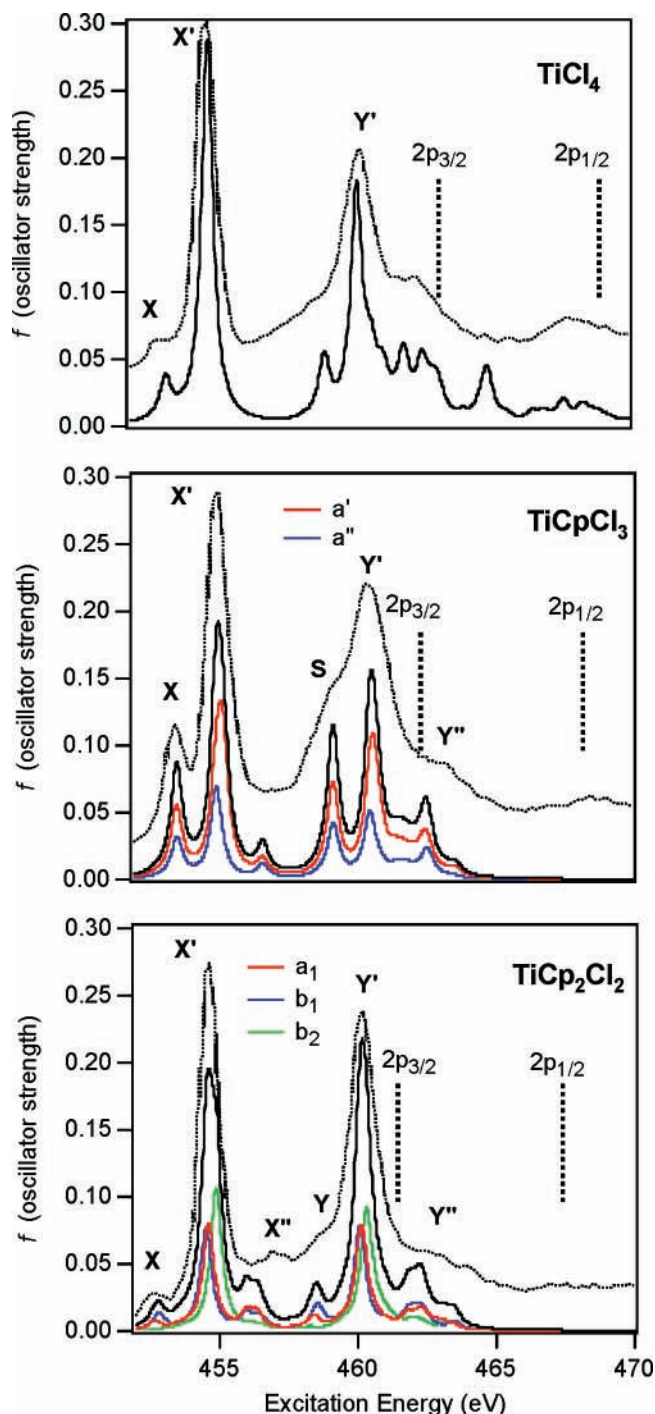 0.30
X'
TiCl₄
0.25
Y'
0.20
2p₃/₂
2p₁/₂
0.15
f (oscillator strength)
0.10
X
0.05
0.00
0.30
X'
a'
TiCpCl₃
0.25
a''
Y'
0.20
2p₃/₂
2p₁/₂
S
0.15
X
f (oscillator strength)
Y''
0.10
0.05
0.00
0.30
X'
TiCp₂Cl₂
a₁
Y'
0.25
b₁
b₂
0.20
2p₃/₂
2p₁/₂
0.15
f (oscillator strength)
0.10
Y
X''
Y''
X
0.05
0.00
455 460 465 470
Excitation Energy (eV)